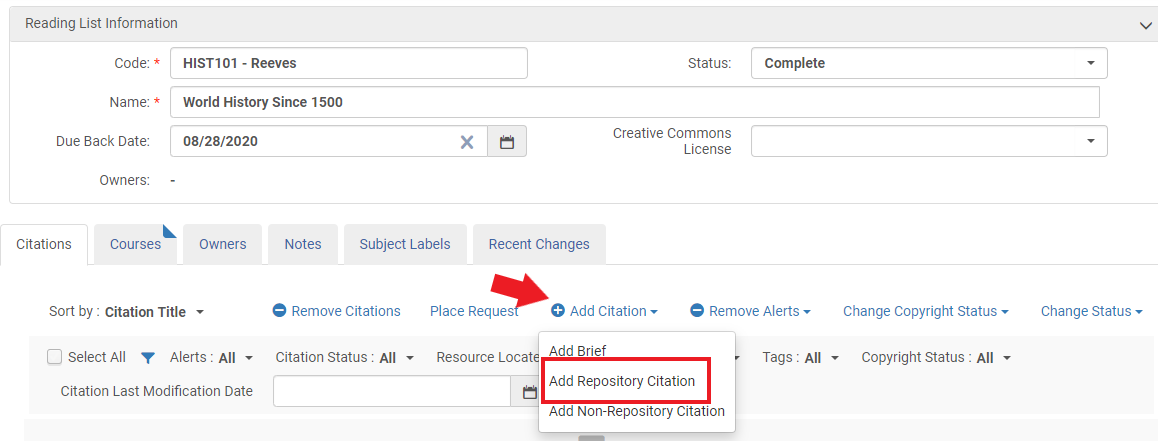 Reading List Information
Code: * HIST101 - Reeves Status: Complete
Name: * World History Since 1500
Due Back Date: 08/28/2020 Creative Commons License
Owners: -
Citations Courses Owners Notes Subject Labels Recent Changes
Sort by : Citation Title Remove Citations Place Request Add Citation Remove Alerts Change Copyright Status Change Status
Select All Alerts : All Citation Status : All Resource Tags : All Copyright Status : All
Add Brief
Add Repository Citation
Add Non-Repository Citation
Citation Last Modification Date